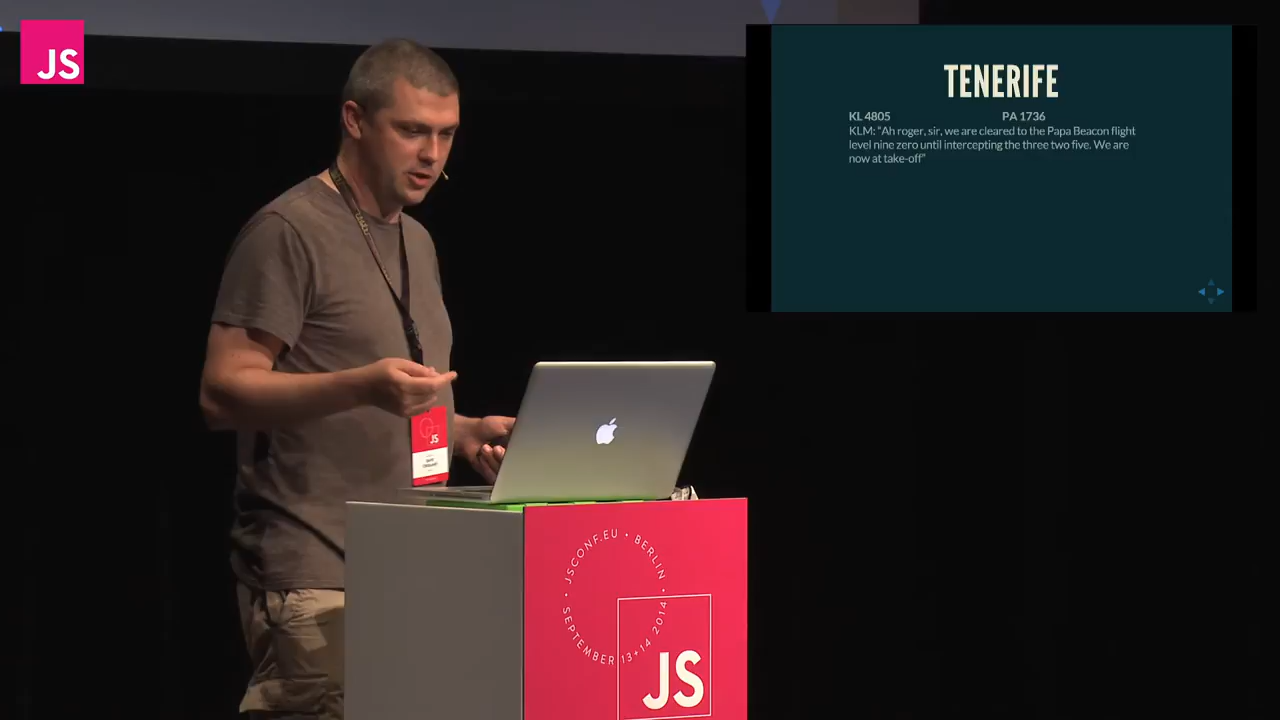 JS
TENERIFE
KL 4805 PA 1736
KLM: "Ah roger, sir, we are cleared to the Papa Beacon flight
level nine zero until intercepting the three two five. We are
now at take-off"
JS
JSCONF.EU • BERLIN • SEPTEMBER 13+14 2014 •
JS